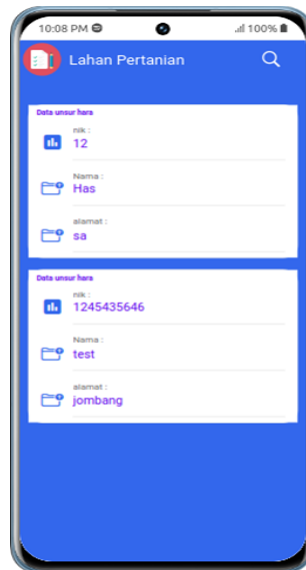 10:08 PM
100%
Lahan Pertanian
Data unsur hara
nik :
12
Nama :
Has
alamat :
sa
Data unsur hara
nik :
1245435646
Nama :
test
alamat :
jombang